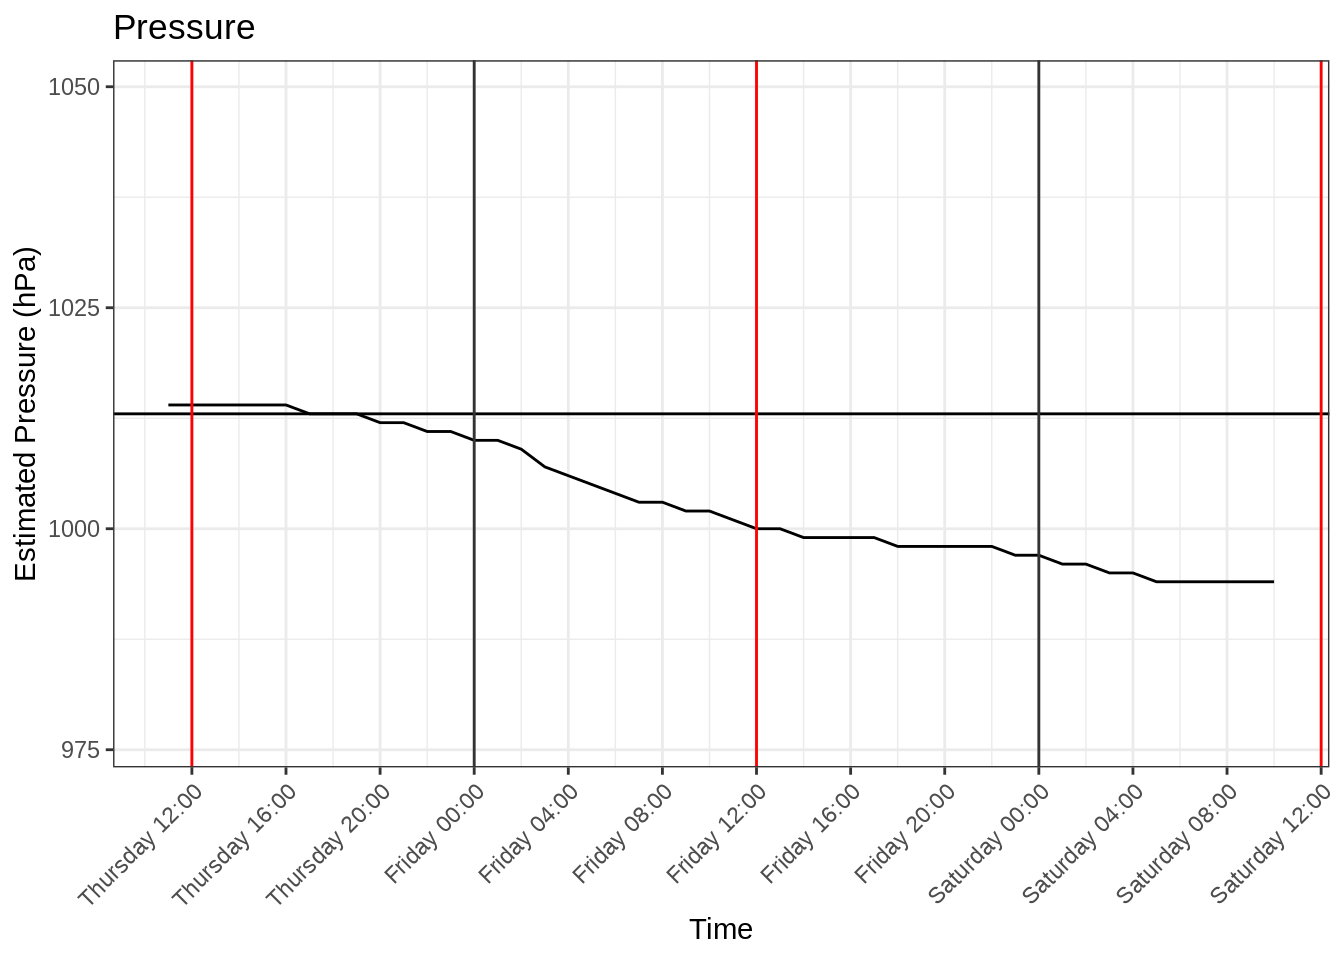 Pressure
Estimated Pressure (hPa)
1050
1025
1000
975
Thursday 12:00
Thursday 16:00
Thursday 20:00
Friday 00:00
Friday 04:00
Friday 08:00
Friday 12:00
Friday 16:00
Friday 20:00
Saturday 00:00
Saturday 04:00
Saturday 08:00
Saturday 12:00
Time